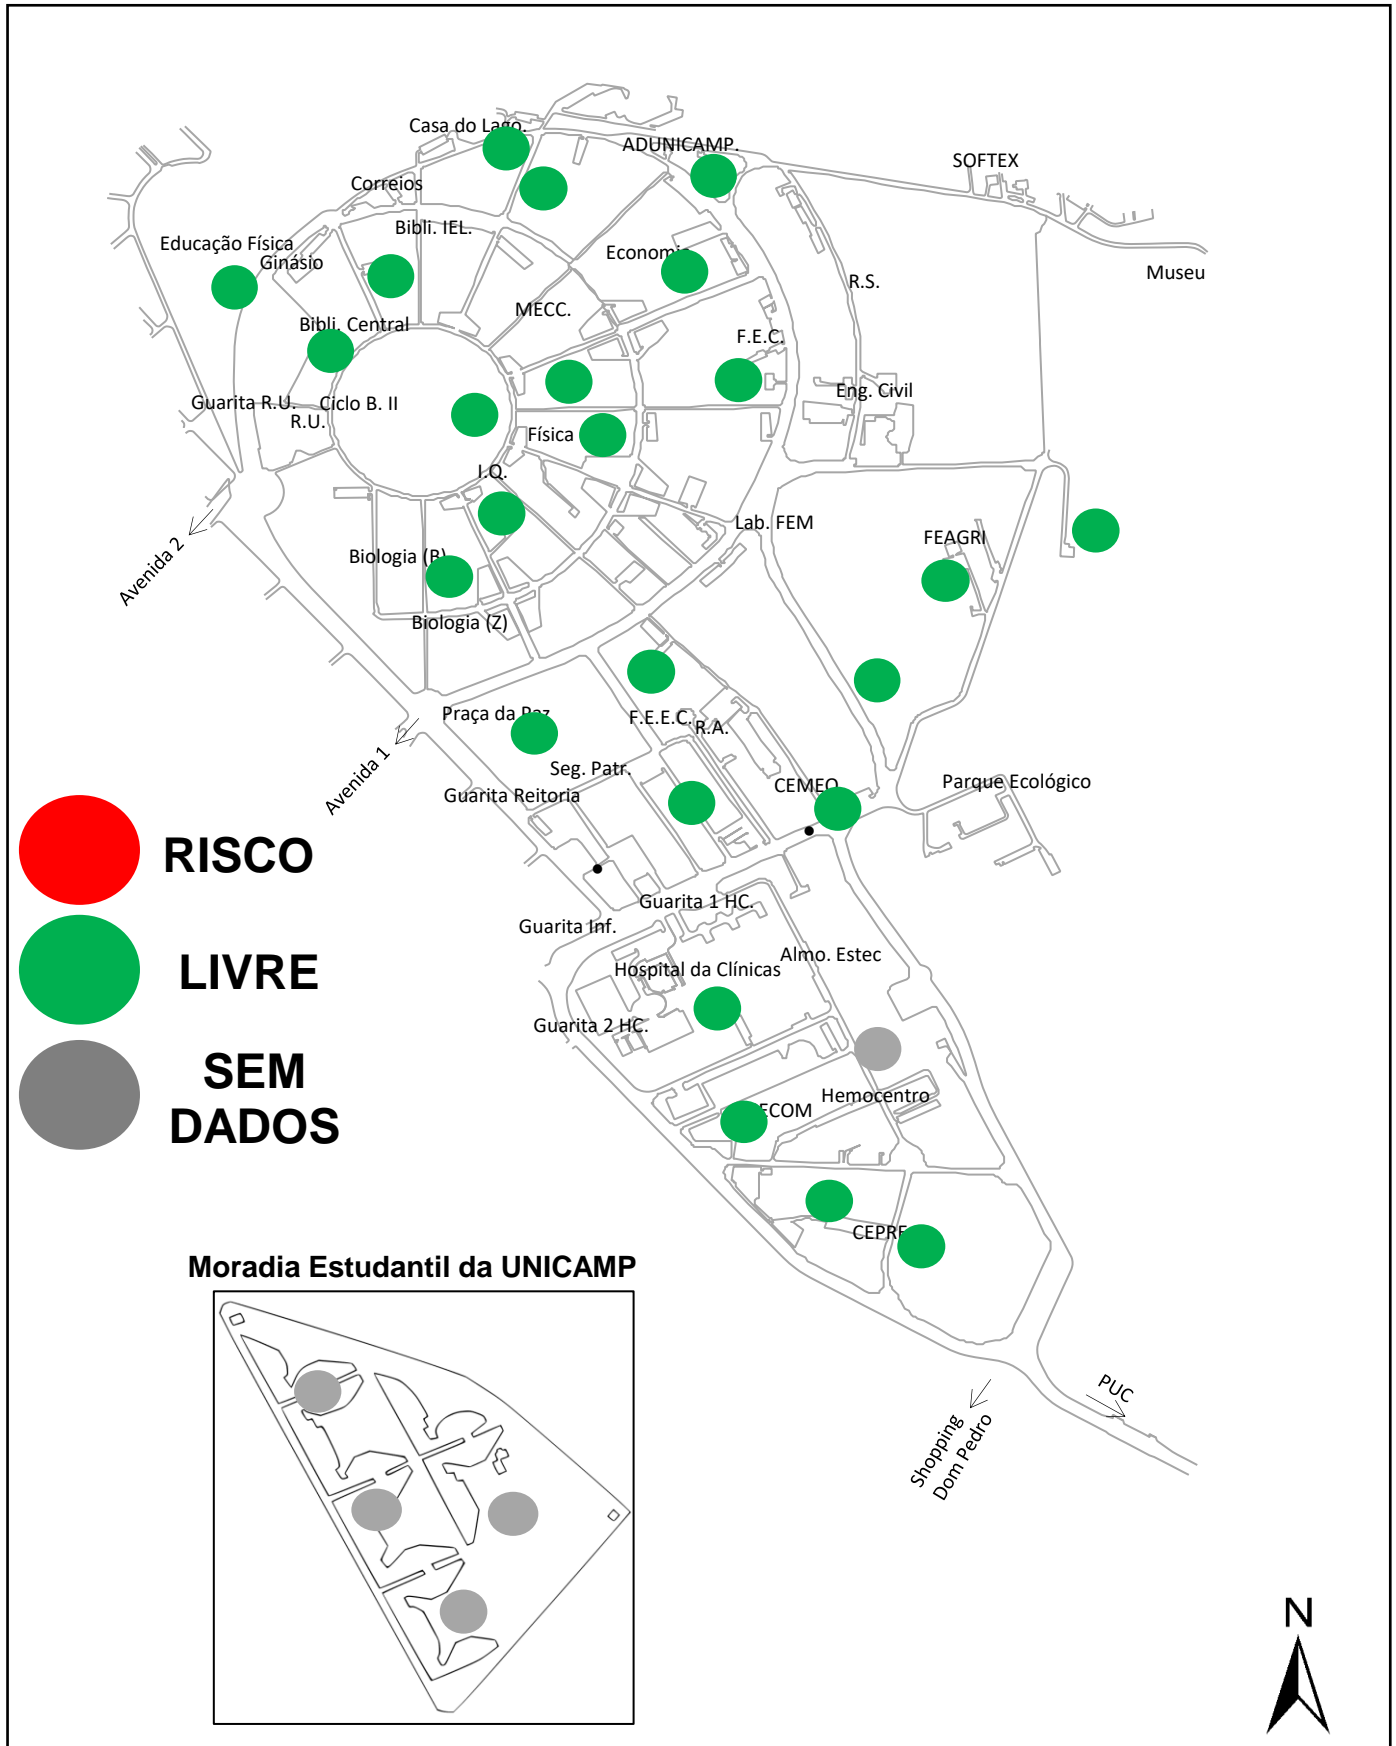 Casa do Lago.
ADUNICAMP.
SOFTEX
Correios
Bibli. IEL.
Educação Física
Ginásio
Economia
Museu
R.S.
MECC.
Bibli. Central
F.E.C.
Eng. Civil
Guarita R.U.
Ciclo B. II
R.U.
Física
I.Q.
Lab. FEM
FEAGRI
Avenida 2
Biologia (B)
Biologia (Z)
Praça da Paz
F.E.E.C.
R.A.
Avenida 1
Seg. Patr.
Guarita Reitoria
CEMEQ
Parque Ecológico
RISCO
Guarita 1 HC.
Guarita Inf.
Almo. Estec
LIVRE
Hospital da Clínicas
Guarita 2 HC.
SEM
DADOS
Hemocentro
ECOM
CEPRE
Moradia Estudantil da UNICAMP
PUC
Shopping
Dom Pedro
N